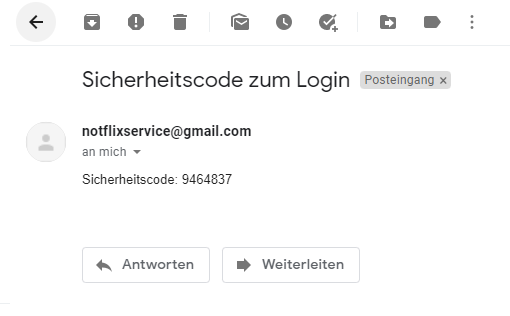 Sicherheitscode zum Login Posteingang ×
notflixservice@gmail.com
an mich
Sicherheitscode: 9464837
Antworten Weiterleiten